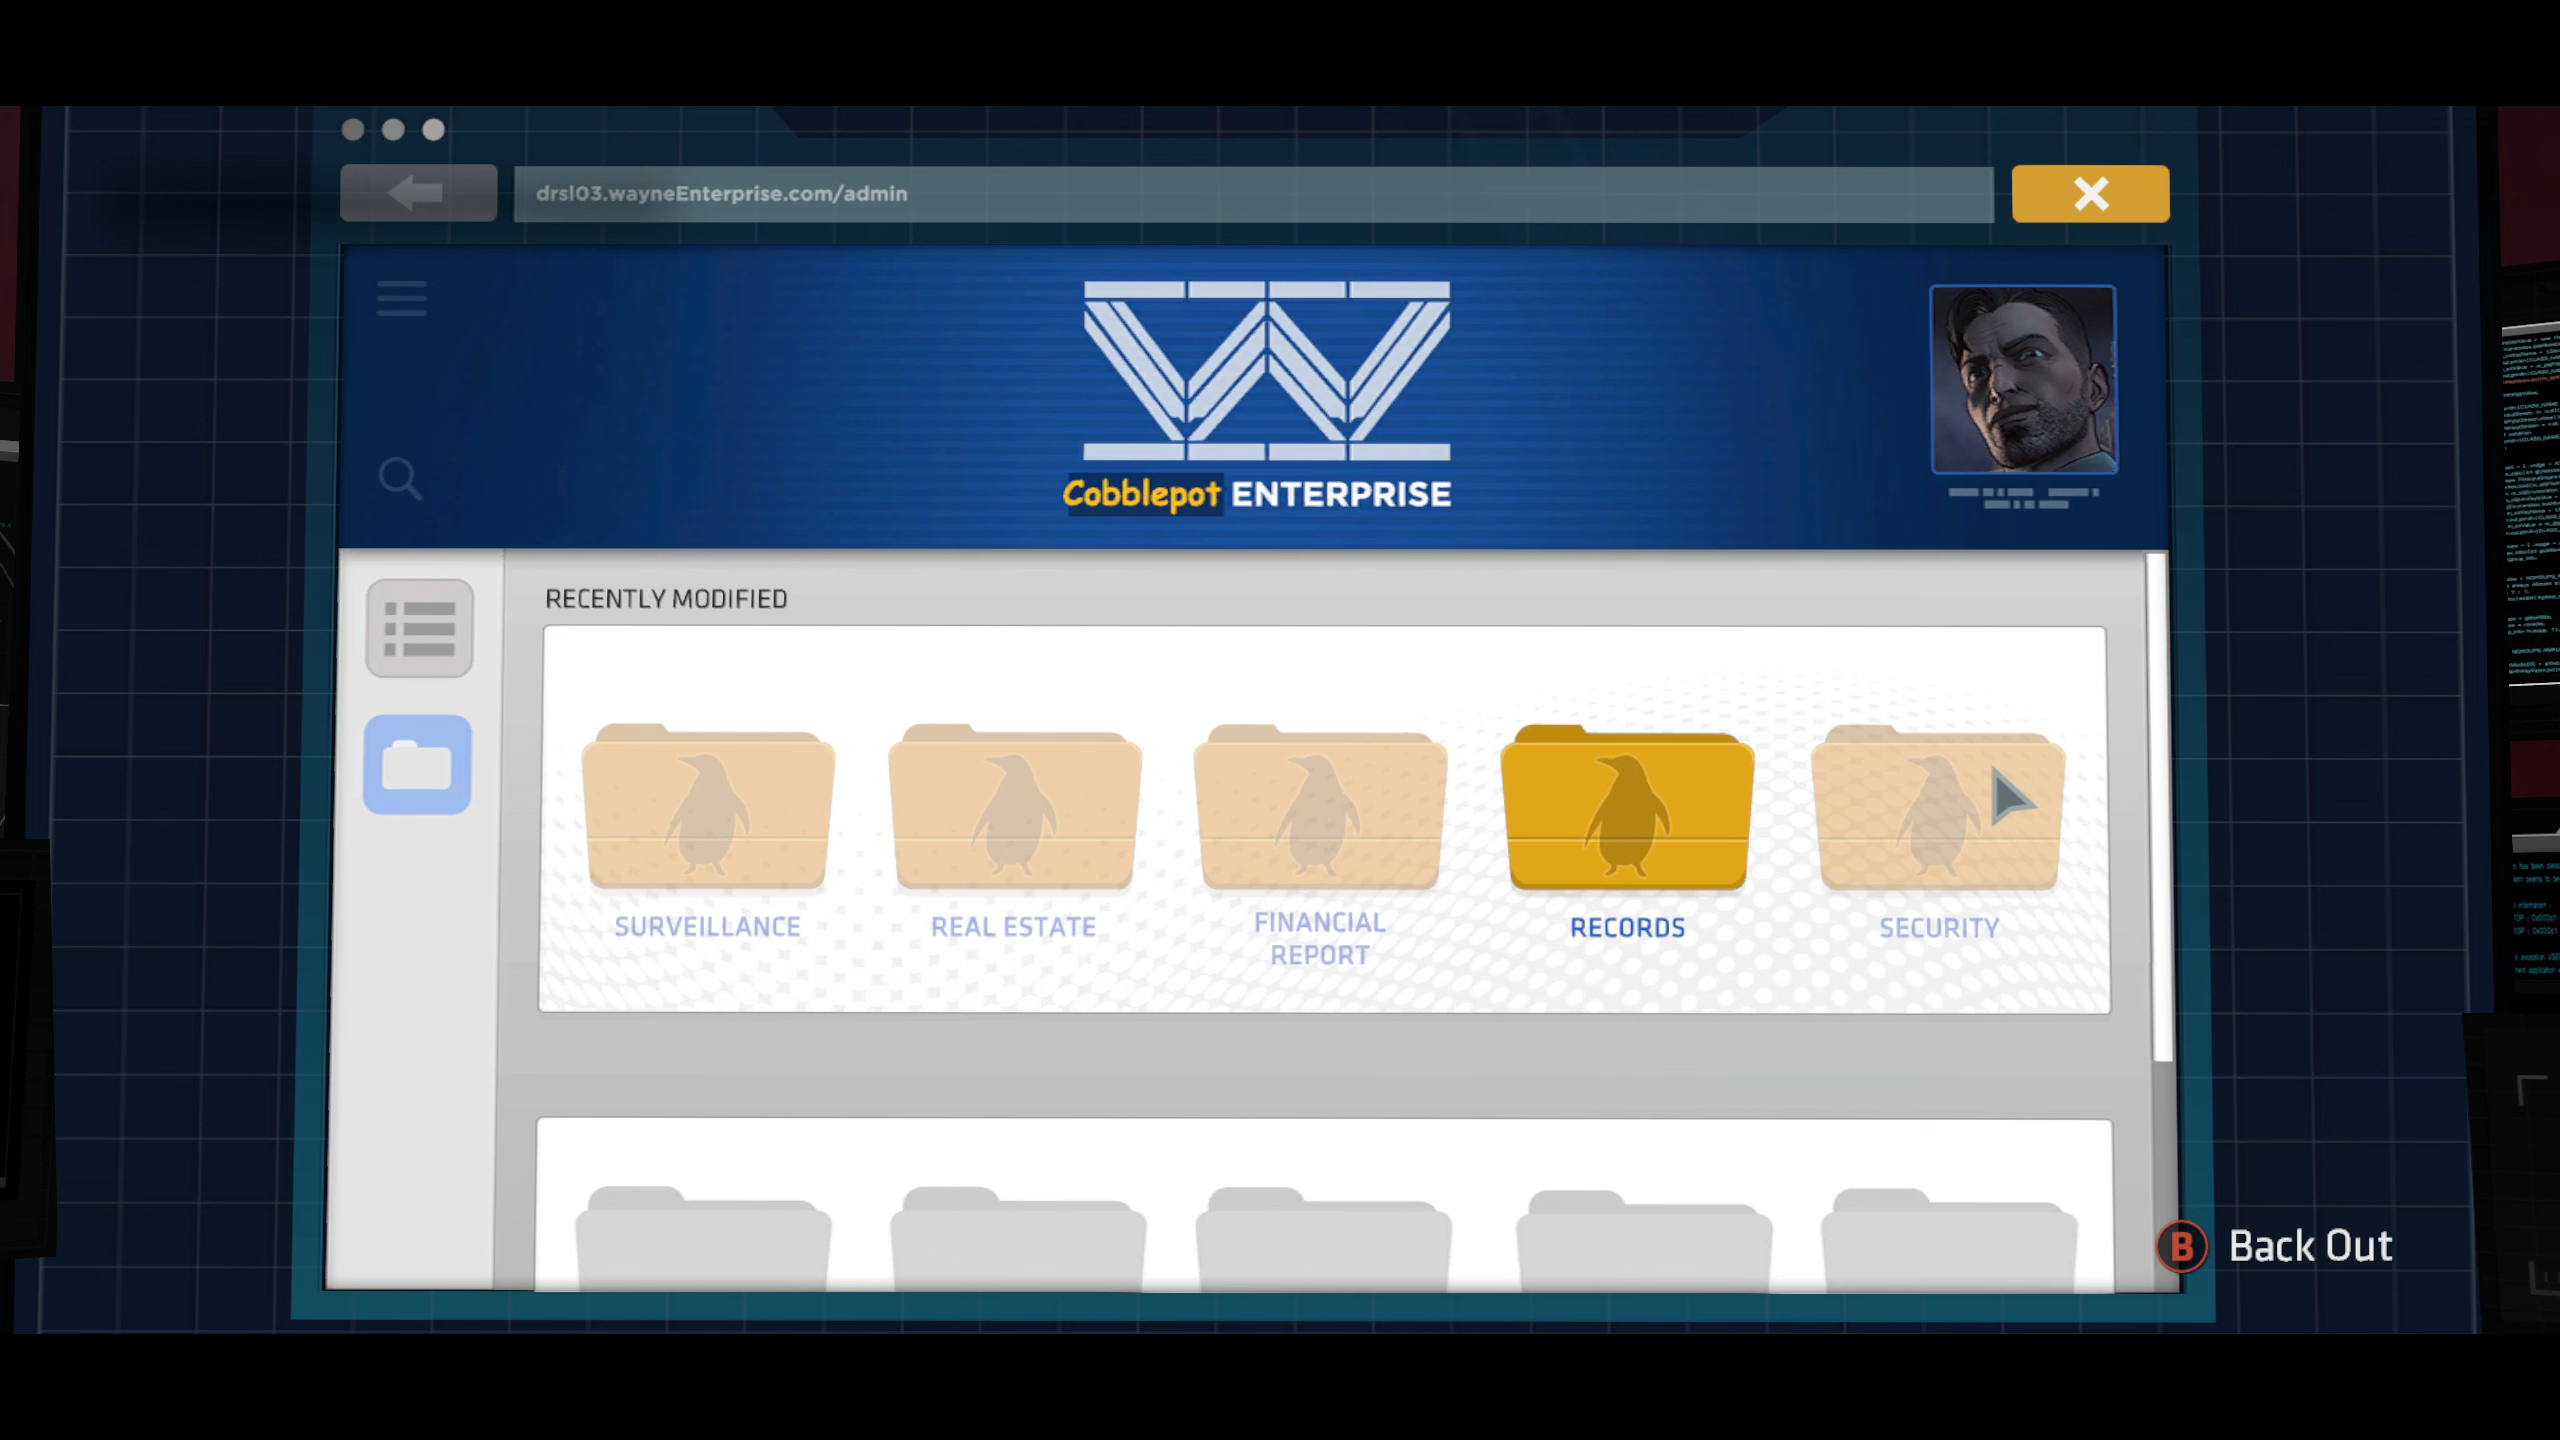 drsl03.wayneEnterprise.com/admin
Cobblepot ENTERPRISE
RECENTLY MODIFIED
SURVEILLANCE
REAL ESTATE
FINANCIAL
REPORT
RECORDS
SECURITY
B Back Out